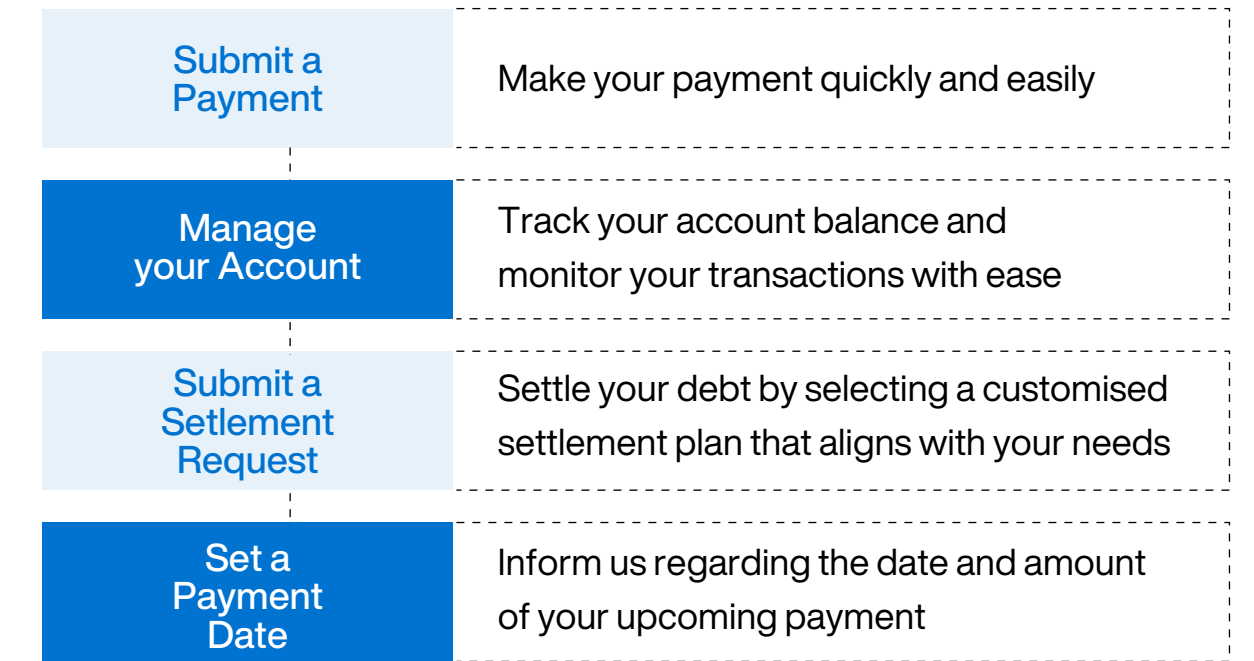 Submit a
Payment
Make your payment quickly and easily
Manage
your Account
Track your account balance and
monitor your transactions with ease
Submit a
Setlement
Request
Settle your debt by selecting a customised
settlement plan that aligns with your needs
Set a
Payment
Date
Inform us regarding the date and amount
of your upcoming payment